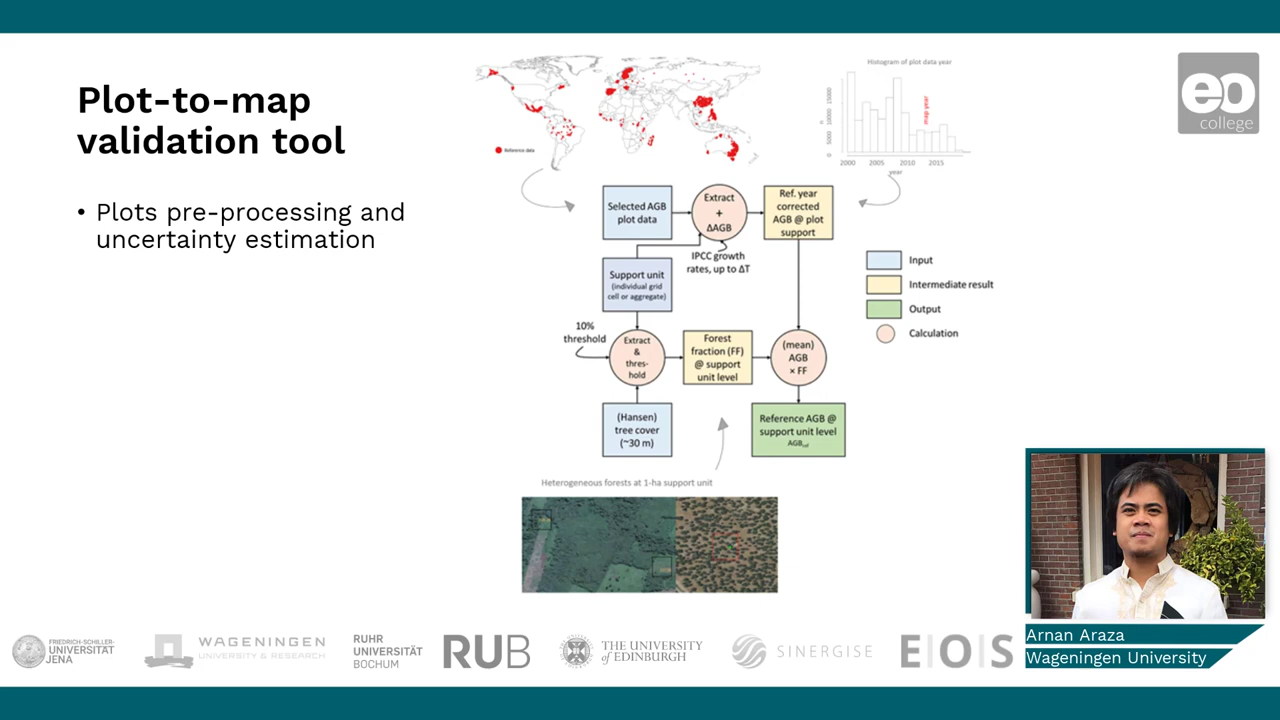 Plot-to-map
validation tool
• Plots pre-processing and
uncertainty estimation
Reference data
Histogram of plot data year
n
0
5000
10000
15000
map year
2000
2005
2010
2015
year
eo
college
Selected AGB
plot data
Extract
+
ΔAGB
Ref. year
corrected
AGB @ plot
support
IPCC growth
rates, up to ΔT
Support unit
(individual grid
cell or aggregate)
Input
Intermediate result
Output
Calculation
10%
threshold
Extract
&
thres-
hold
Forest
fraction (FF)
@ support
unit level
(mean)
AGB
× FF
(Hansen)
tree cover
(~30 m)
Reference AGB @
support unit level
AGBref
Heterogeneous forests at 1-ha support unit
Arnan Araza
Wageningen University
FRIEDRICH-SCHILLER-
UNIVERSITÄT
JENA
WAGENINGEN
UNIVERSITY & RESEARCH
RUHR
UNIVERSITÄT
BOCHUM
RUB
THE UNIVERSITY
of EDINBURGH
SINERGISE
E|O|S